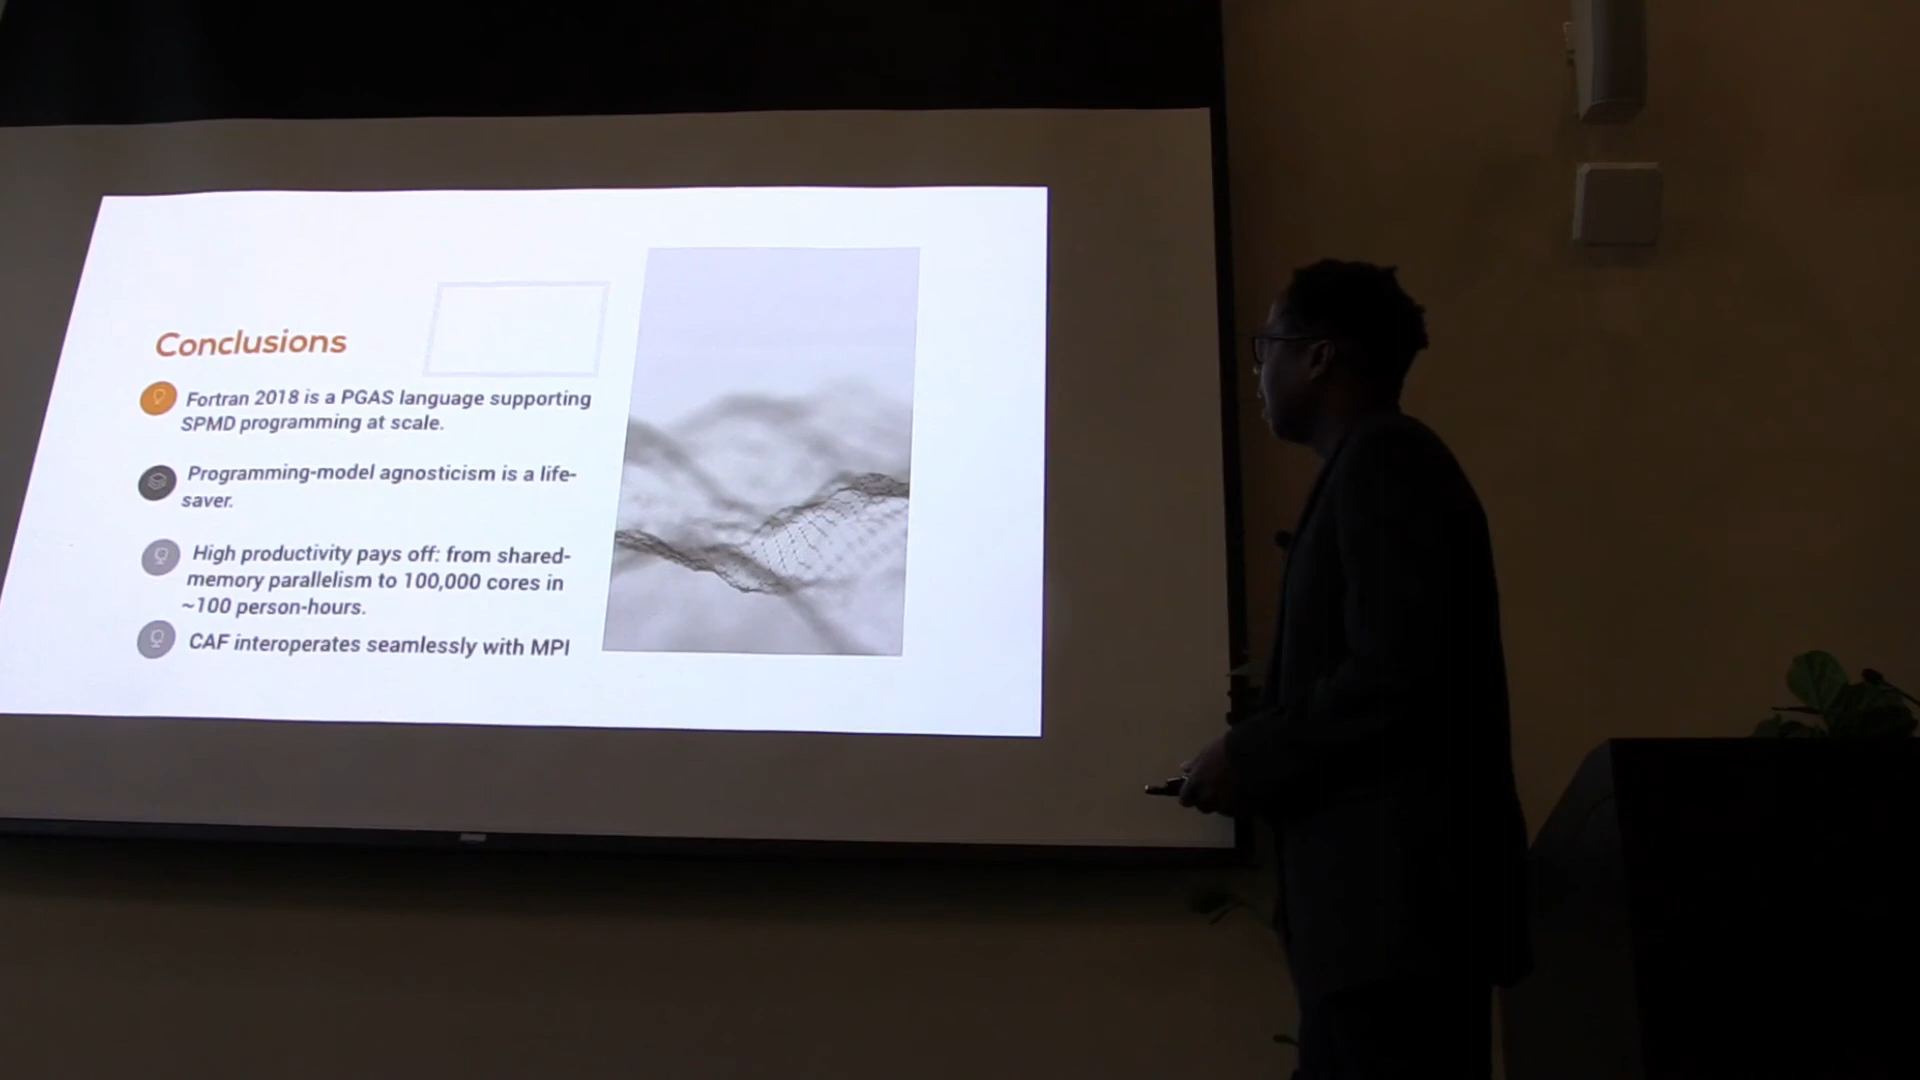 Conclusions
Fortran 2018 is a PGAS language supporting
SPMD programming at scale.
Programming-model agnosticism is a life-
saver.
High productivity pays off: from shared-
memory parallelism to 100,000 cores in
~100 person-hours.
CAF interoperates seamlessly with MPI